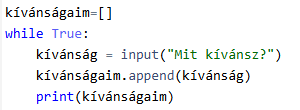 kívánságaim=[]
while True:
    kívánság = input("Mit kívánsz?")
    kívánságaim.append(kívánság)
    print(kívánságaim)